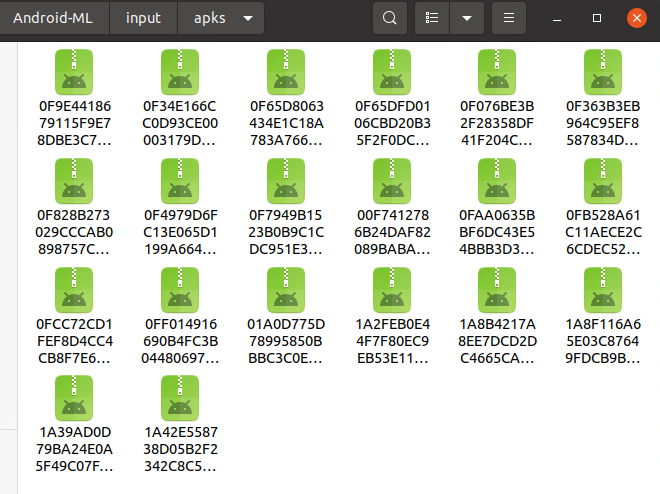 Android-ML input apks
0F9E44186
79115F9E7
8DBE3C7…
0F34E166C
C0D93CE00
003179D…
0F65D8063
434E1C18A
783A766…
0F65DFD01
06CBD20B3
5F2F0DC…
0F076BE3B
2F28358DF
41F204C…
0F363B3EB
964C95EF8
587834D…
0F828B273
029CCCAB0
898757C…
0F4979D6F
C13E065D1
199A664…
0F7949B15
23B0B9C1C
DC951E3…
00F741278
6B24DAF82
089BABA…
0FAA0635B
BF6DC43E5
4BBB3D3…
0FB528A61
C11AECE2C
6CDEC52…
0FCC72CD1
FEF8D4CC4
CB8F7E6…
0FF014916
690B4FC3B
04480697…
01A0D775D
78995850B
BBC3C0E…
1A2FEB0E4
4F7F80EC9
EB53E11…
1A8B4217A
8EE7DCD2D
C4665CA…
1A8F116A6
5E03C8764
9FDCB9B…
1A39AD0D
79BA24E0A
5F49C07F…
1A42E5587
38D05B2F2
342C8C5…